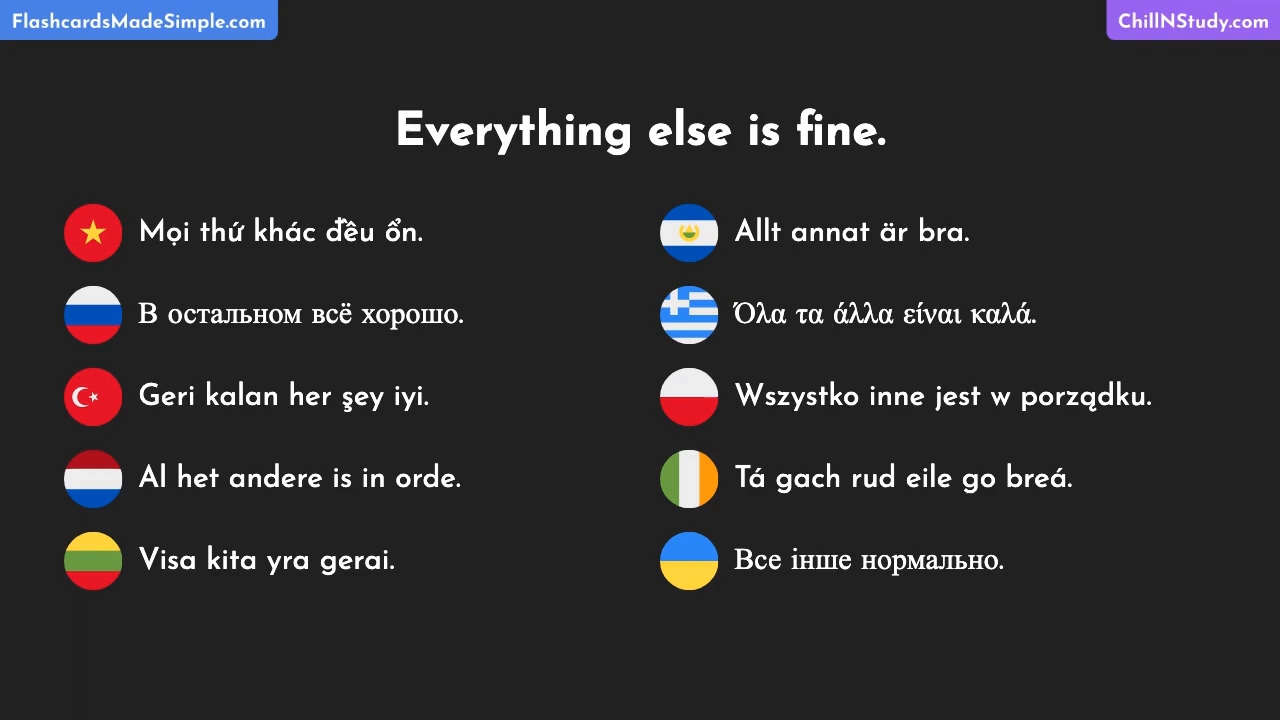 FlashcardsMadeSimple.com
ChillNStudy.com
Everything else is fine.
Mọi thứ khác đều ổn.
В остальном всё хорошо.
Geri kalan her şey iyi.
Al het andere is in orde.
Visa kita yra gerai.
Allt annat är bra.
Όλα τα άλλα είναι καλά.
Wszystko inne jest w porządku.
Tá gach rud eile go breá.
Все інше нормально.